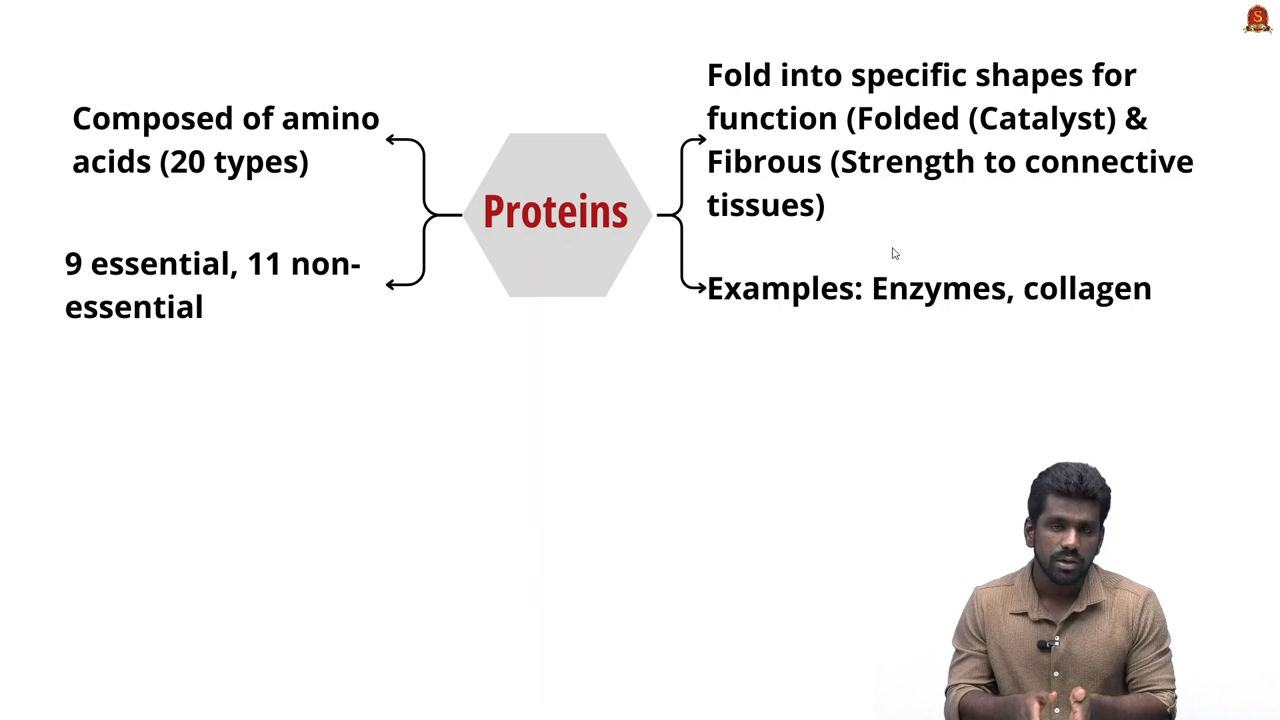 Composed of amino
acids (20 types)
9 essential, 11 non-
essential
Proteins
Fold into specific shapes for
function (Folded (Catalyst) &
Fibrous (Strength to connective
tissues)
Examples: Enzymes, collagen
S